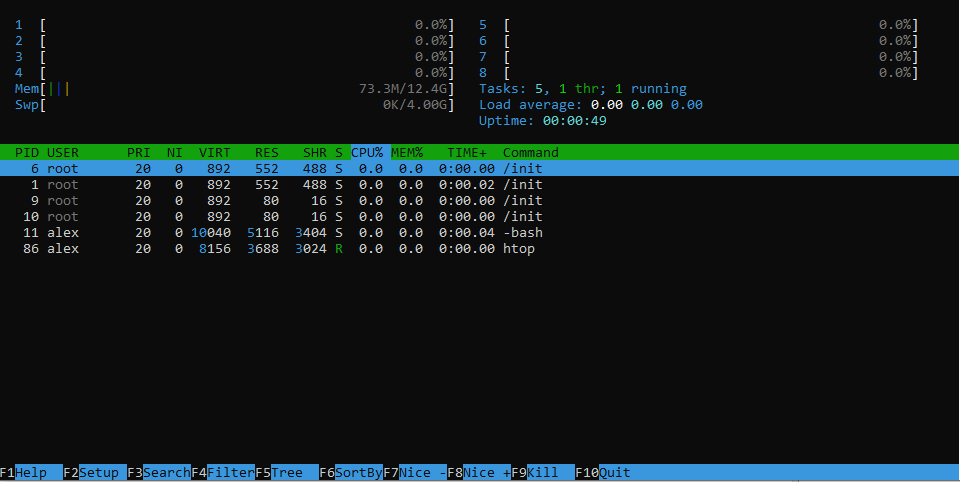 1 [ 0.0%] 5 [ 0.0%]
2 [ 0.0%] 6 [ 0.0%]
3 [ 0.0%] 7 [ 0.0%]
4 [ 0.0%] 8 [ 0.0%]
Mem[||| 73.3M/12.4G] Tasks: 5, 1 thr; 1 running
Swp[ 0K/4.00G] Load average: 0.00 0.00 0.00
Uptime: 00:00:49
PID USER PRI NI VIRT RES SHR S CPU% MEM% TIME+ Command
6 root 20 0 892 552 488 S 0.0 0.0 0:00.00 /init
1 root 20 0 892 552 488 S 0.0 0.0 0:00.02 /init
9 root 20 0 892 80 16 S 0.0 0.0 0:00.00 /init
10 root 20 0 892 80 16 S 0.0 0.0 0:00.00 /init
11 alex 20 0 10040 5116 3404 S 0.0 0.0 0:00.04 -bash
86 alex 20 0 8156 3688 3024 R 0.0 0.0 0:00.00 htop
F1Help F2Setup F3SearchF4FilterF5Tree F6SortByF7Nice -F8Nice +F9Kill F10Quit